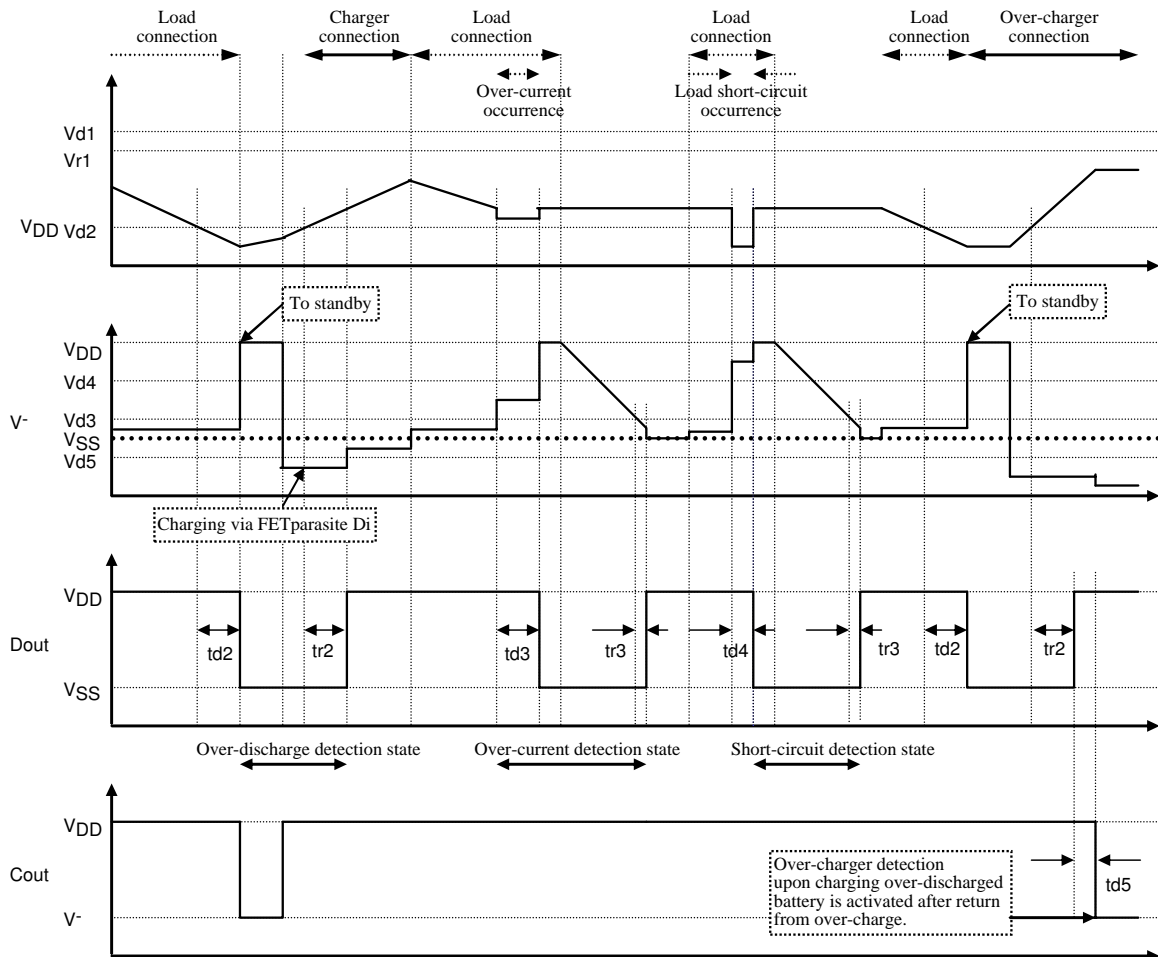 Load
connection
Charger
connection
Load
connection
Load
connection
Load
connection
Over-charger
connection
Over-current
occurrence
Load short-circuit
occurrence
Vd1
Vr1
VDD Vd2
To standby
To standby
VDD
Vd4
V- Vd3
VSS
Vd5
Charging via FETparasite Di
VDD
Dout
td2
tr2
td3
tr3
td4
tr3
td2
tr2
VSS
Over-discharge detection state
Over-current detection state
Short-circuit detection state
VDD
Cout
Over-charger detection
upon charging over-discharged
battery is activated after return
from over-charge.
td5
V-